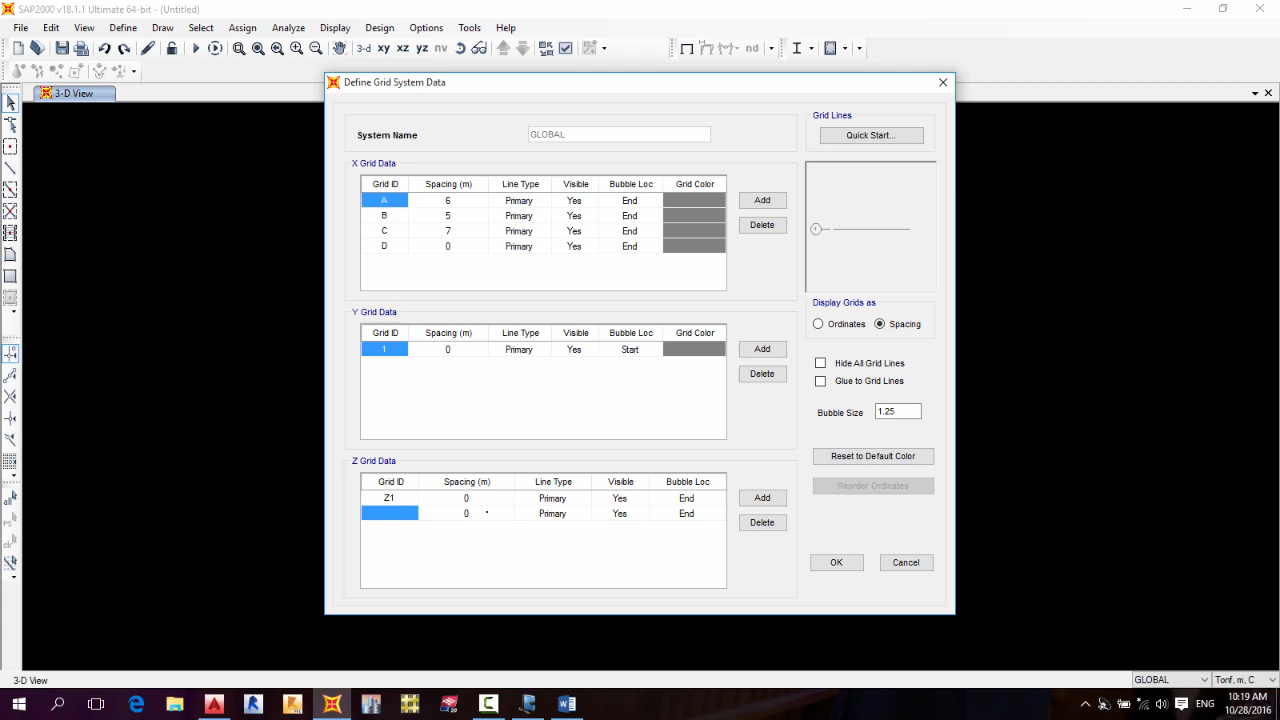 SAP2000 v18.1.1 Ultimate 64-bit - (Untitled)
File Edit View Define Draw Select Assign Analyze Display Design Options Tools Help
3-d xy xz yz nv nd
3-D View
Define Grid System Data
System Name GLOBAL
Grid Lines
Quick Start...
X Grid Data
Grid ID Spacing (m) Line Type Visible Bubble Loc Grid Color
A 6 Primary Yes End
B 5 Primary Yes End
C 7 Primary Yes End
D 0 Primary Yes End
Add
Delete
1
Y Grid Data
Grid ID Spacing (m) Line Type Visible Bubble Loc Grid Color
1 0 Primary Yes Start
Add
Delete
Display Grids as
Ordinates Spacing
Hide All Grid Lines
Glue to Grid Lines
Bubble Size 1.25
Reset to Default Color
Reorder Ordinates
Z Grid Data
Grid ID Spacing (m) Line Type Visible Bubble Loc
Z1 0 Primary Yes End
0 Primary Yes End
Add
Delete
OK Cancel
all
PS
clr
3-D View
GLOBAL
Tonf, m, C
ENG
10:19 AM
10/28/2016